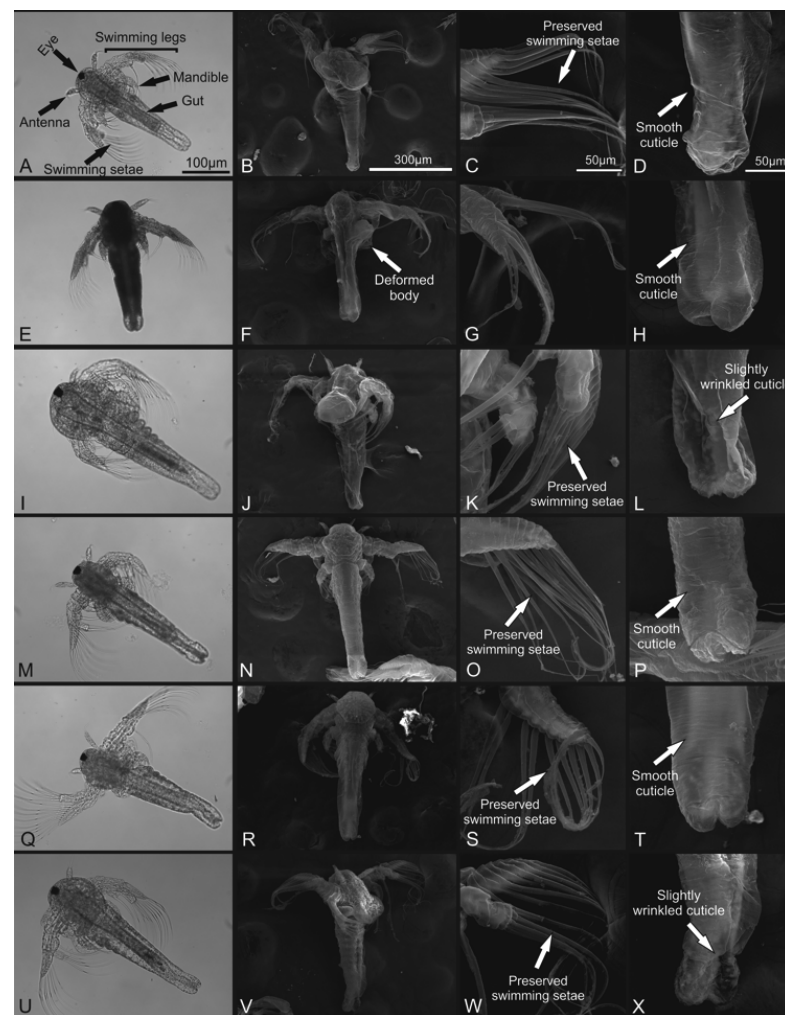 Swimming legs
Eye
Mandible
Gut
Antenna
A
Swimming setae
100µm
B
300µm
Preserved
swimming setae
C
50µm
Smooth
cuticle
D
50µm
E
Deformed
body
F
G
Smooth
cuticle
H
I
J
Preserved
swimming setae
K
Slightly
wrinkled cuticle
L
M
N
Preserved
swimming setae
O
Smooth
cuticle
P
Q
R
Preserved
swimming setae
S
Smooth
cuticle
T
U
V
Preserved
swimming setae
W
Slightly
wrinkled cuticle
X